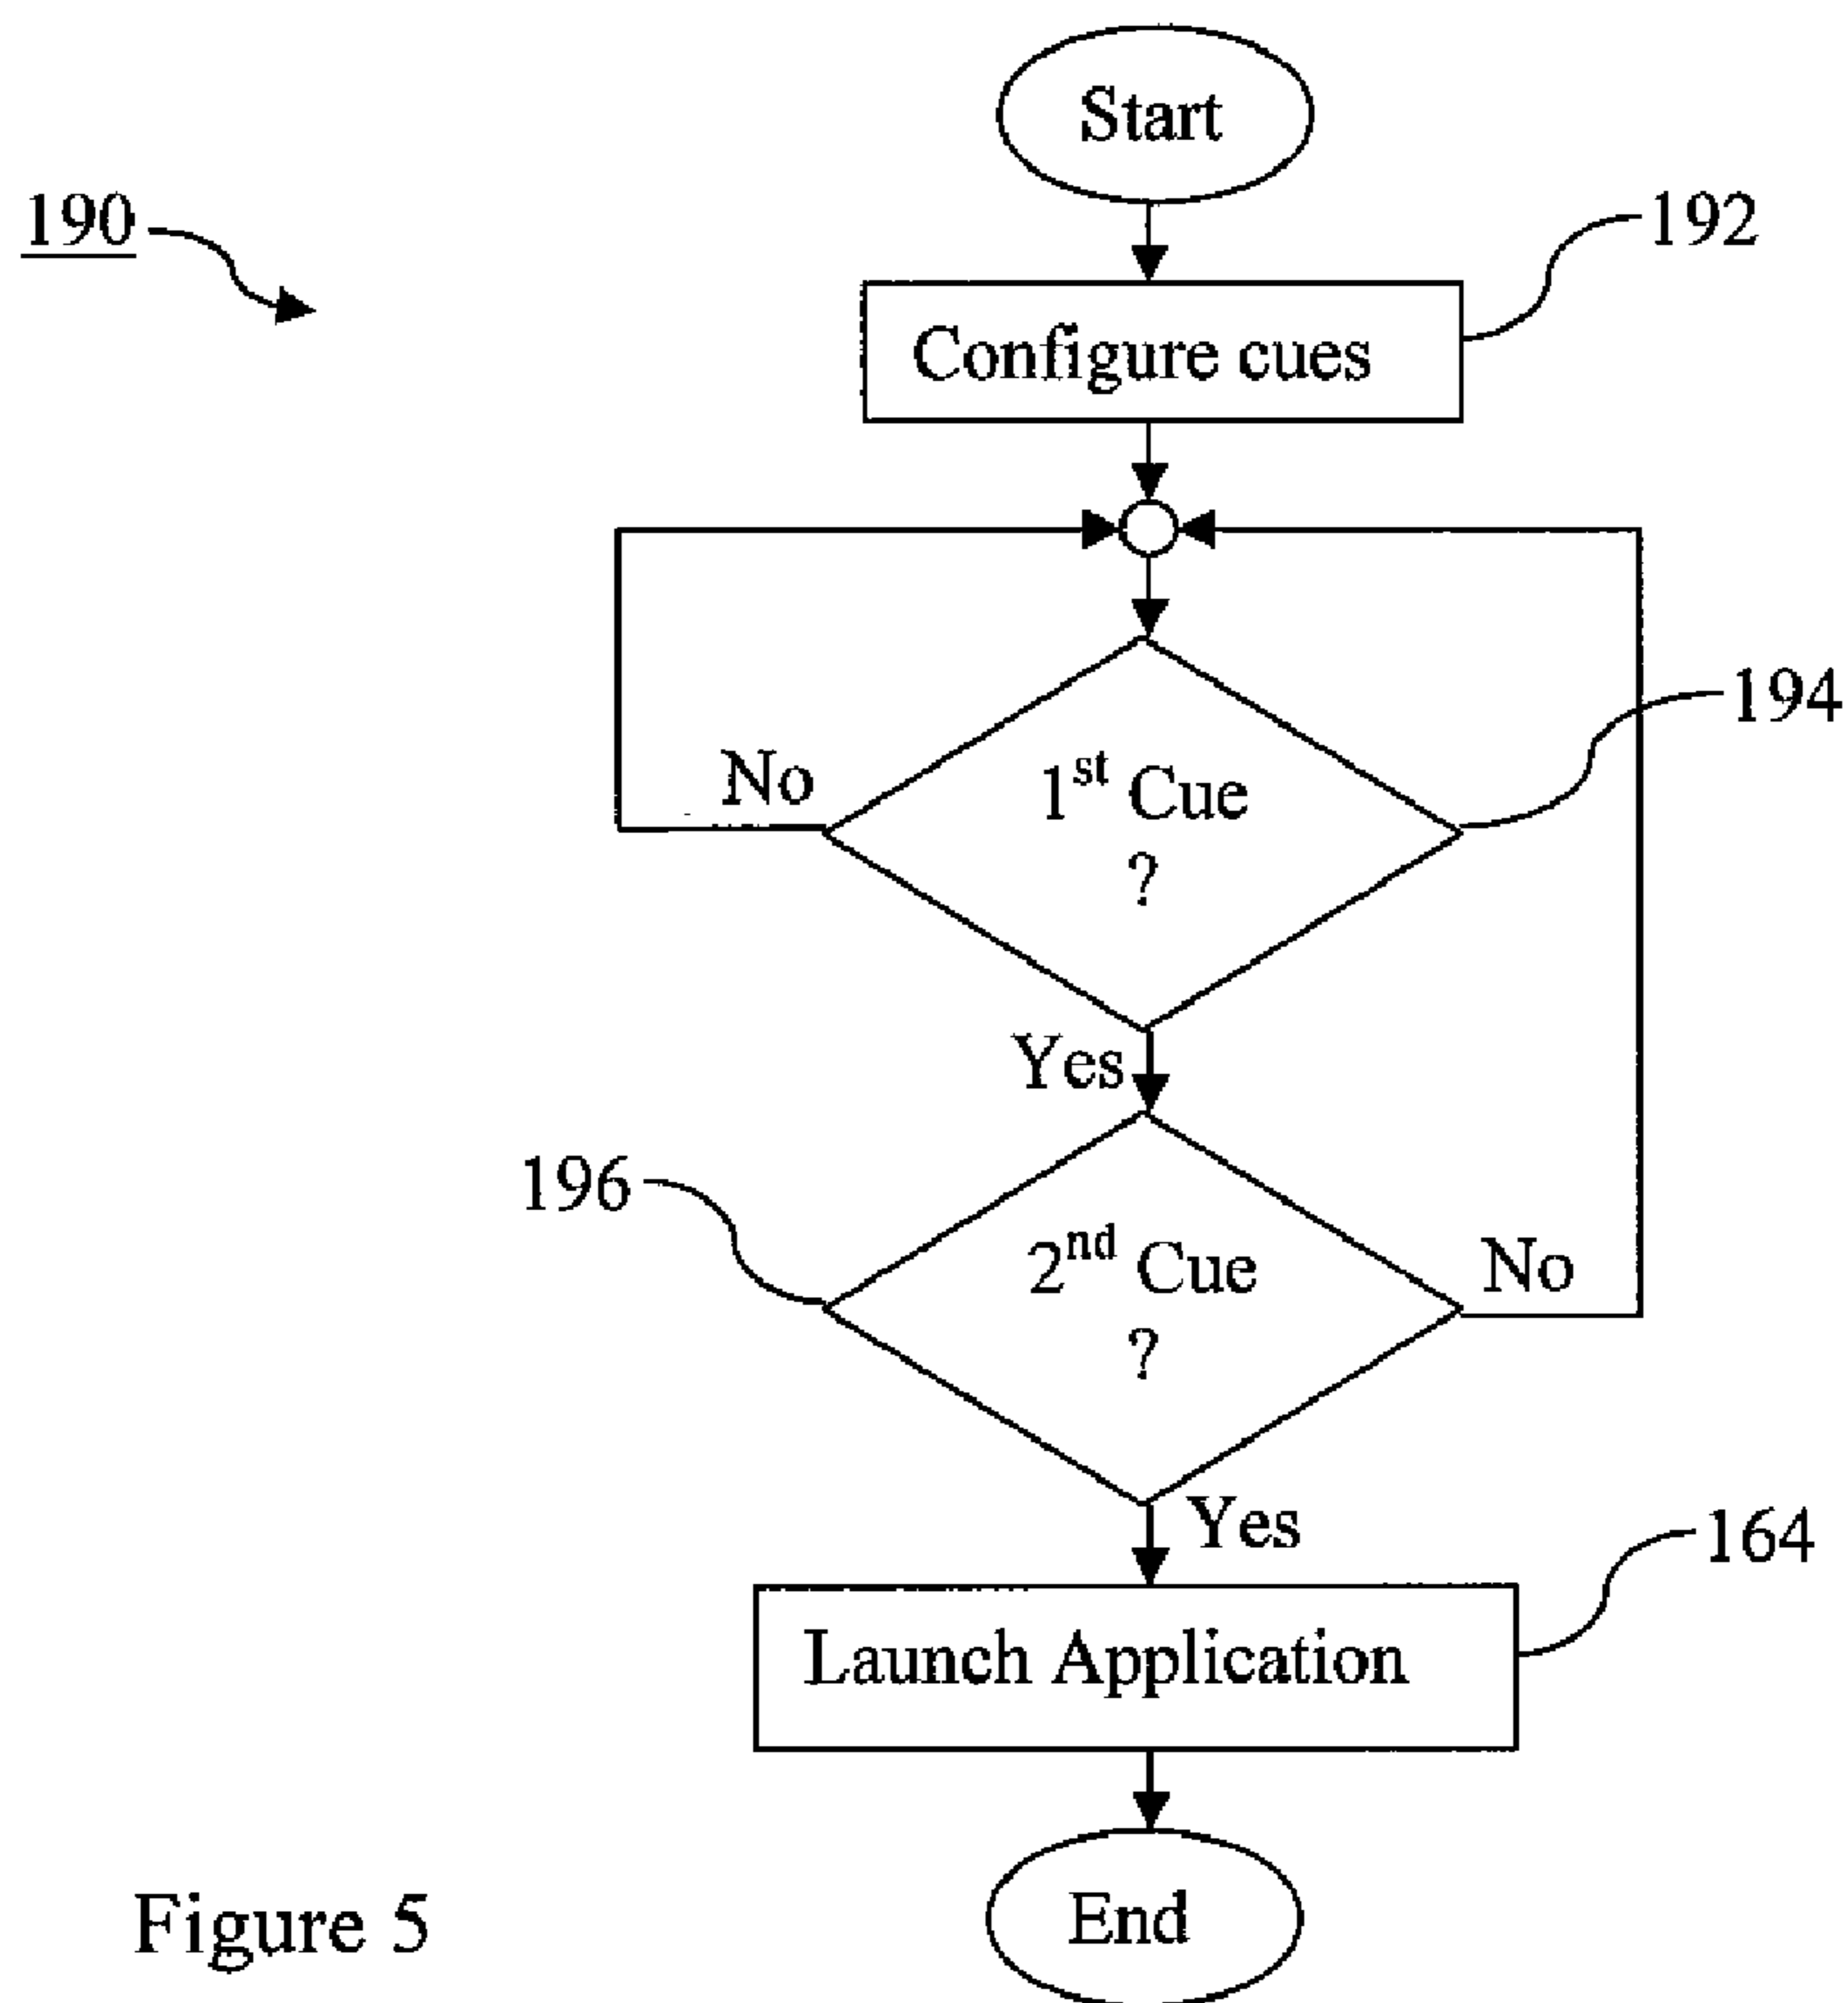 Start
190
192
Configure cues
194
No
1st Cue
?
Yes
196
2nd Cue
?
No
Yes
164
Launch Application
End
Figure 5